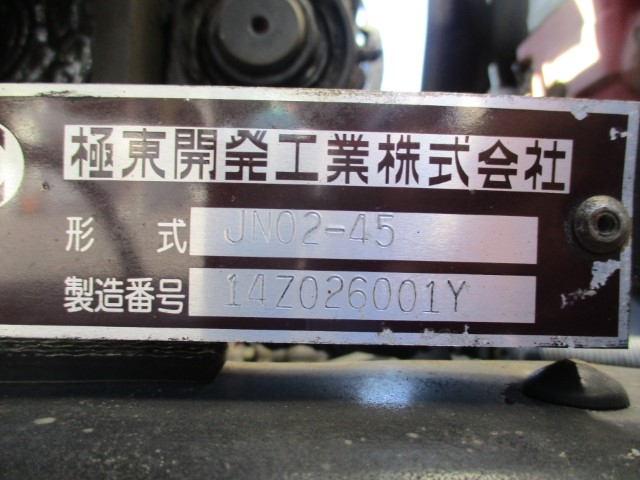 極東開発工業株式会社
形 式 JN02-45
製造番号 14Z026001Y